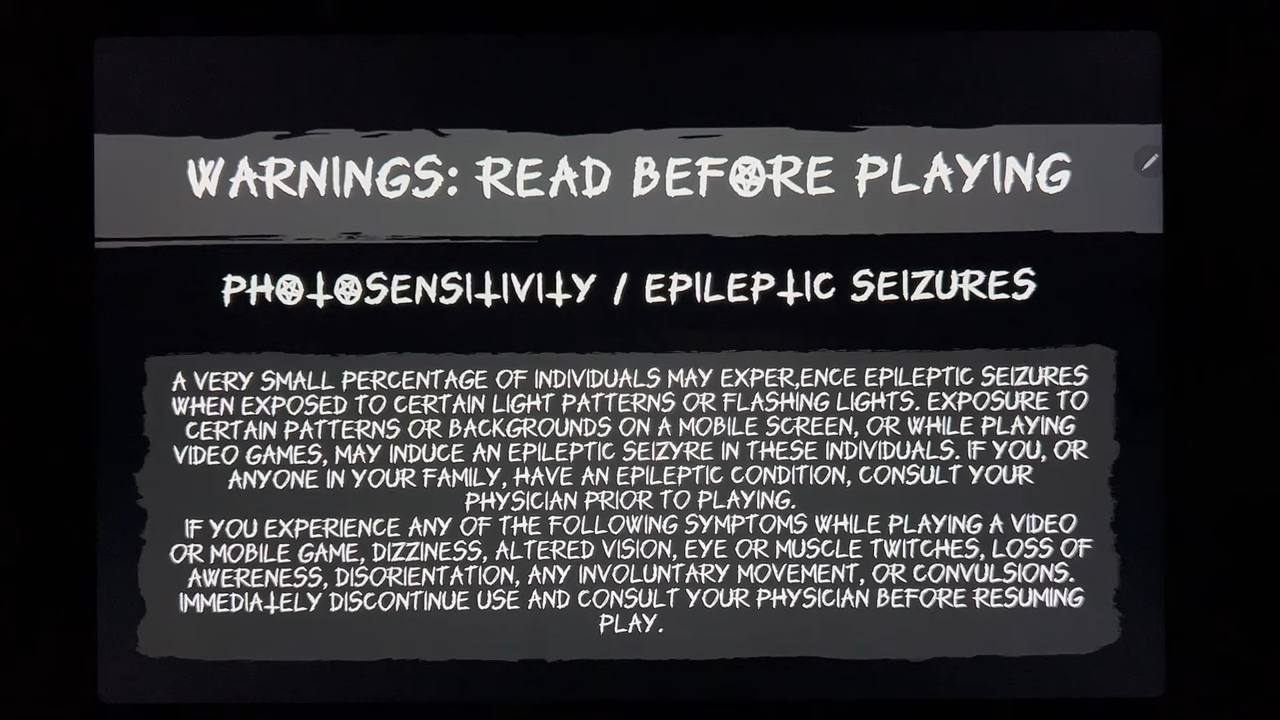 WARNINGS: READ BEFORE PLAYING
PHOTOSENSITIVITY / EPILEPTIC SEIZURES
A VERY SMALL PERCENTAGE OF INDIVIDUALS MAY EXPER,ENCE EPILEPTIC SEIZURES
WHEN EXPOSED TO CERTAIN LIGHT PATTERNS OR FLASHING LIGHTS. EXPOSURE TO
CERTAIN PATTERNS OR BACKGROUNDS ON A MOBILE SCREEN, OR WHILE PLAYING
VIDEO GAMES, MAY INDUCE AN EPILEPTIC SEIZYRE IN THESE INDIVIDUALS. IF YOU, OR
ANYONE IN YOUR FAMILY, HAVE AN EPILEPTIC CONDITION, CONSULT YOUR
PHYSICIAN PRIOR TO PLAYING.
IF YOU EXPERIENCE ANY OF THE FOLLOWING SYMPTOMS WHILE PLAYING A VIDEO
OR MOBILE GAME, DIZZINESS, ALTERED VISION, EYE OR MUSCLE TWITCHES, LOSS OF
AWERENESS, DISORIENTATION, ANY INVOLUNTARY MOVEMENT, OR CONVULSIONS.
IMMEDIATELY DISCONTINUE USE AND CONSULT YOUR PHYSICIAN BEFORE RESUMING
PLAY.